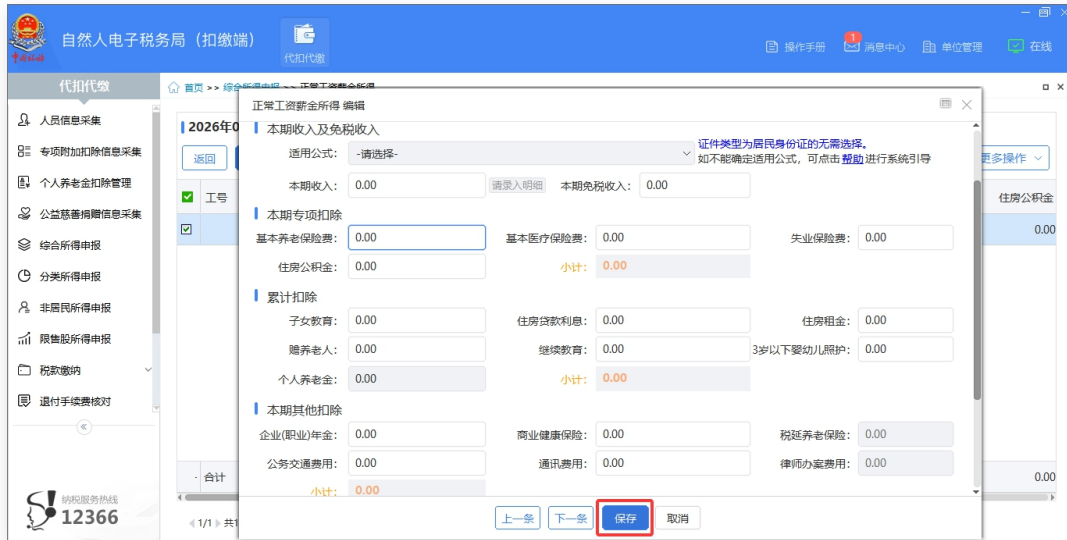 自然人电子税务局（扣缴端）
代扣代缴
操作手册
1
消息中心
单位管理
在线
代扣代缴
首页 >> 综合所得申报 >> 正常工资薪金所得
人员信息采集
专项附加扣除信息采集
个人养老金扣除管理
公益慈善捐赠信息采集
综合所得申报
分类所得申报
非居民所得申报
限售股所得申报
税款缴纳
退付手续费核对
纳税服务热线
12366
2026年0
返回
更多操作
工号
住房公积金
0.00
合计
0.00
1/1
共1
正常工资薪金所得 编辑
本期收入及免税收入
适用公式： -请选择-
证件类型为居民身份证的无需选择。
如不能确定适用公式，可点击 帮助 进行系统引导
本期收入： 0.00 请录入明细 本期免税收入： 0.00
本期专项扣除
基本养老保险费： 0.00 基本医疗保险费： 0.00 失业保险费： 0.00
住房公积金： 0.00 小计： 0.00
累计扣除
子女教育： 0.00 住房贷款利息： 0.00 住房租金： 0.00
赡养老人： 0.00 继续教育： 0.00 3岁以下婴幼儿照护： 0.00
个人养老金： 0.00 小计： 0.00
本期其他扣除
企业(职业)年金： 0.00 商业健康保险： 0.00 税延养老保险： 0.00
公务交通费用： 0.00 通讯费用： 0.00 律师办案费用： 0.00
小计： 0.00
上一条 下一条 保存 取消